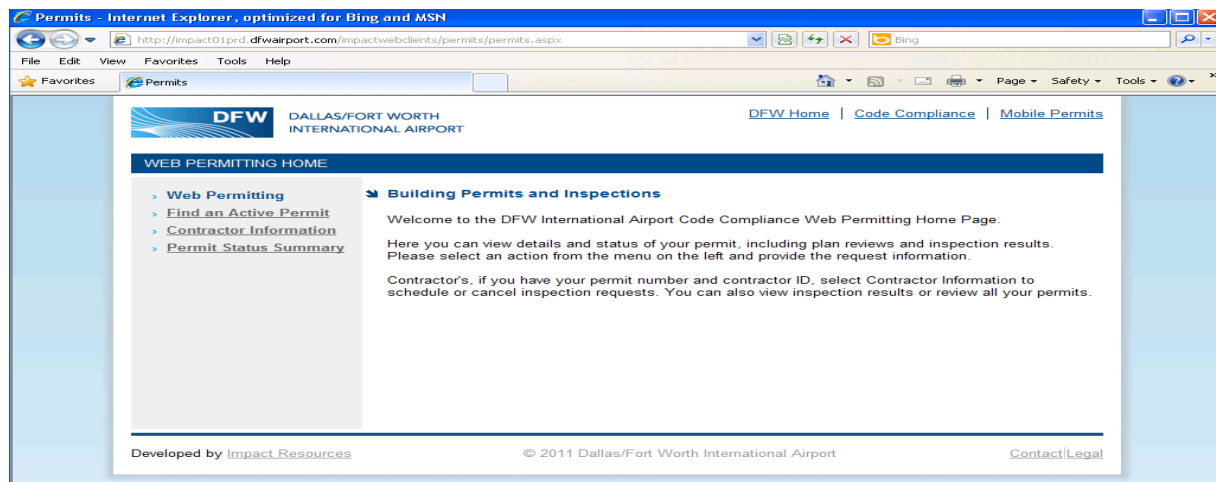 Permits - Internet Explorer, optimized for Bing and MSN
http://impact01prd.dfwairport.com/impactwebclients/permits/permits.aspx
Bing
File Edit View Favorites Tools Help
Favorites Permits Page Safety Tools
DFW DALLAS/FORT WORTH
INTERNATIONAL AIRPORT
DFW Home | Code Compliance | Mobile Permits
WEB PERMITTING HOME
Web Permitting
Find an Active Permit
Contractor Information
Permit Status Summary
Building Permits and Inspections
Welcome to the DFW International Airport Code Compliance Web Permitting Home Page.
Here you can view details and status of your permit, including plan reviews and inspection results.
Please select an action from the menu on the left and provide the request information.
Contractor's, if you have your permit number and contractor ID, select Contractor Information to
schedule or cancel inspection requests. You can also view inspection results or review all your permits.
Developed by Impact Resources © 2011 Dallas/Fort Worth International Airport Contact|Legal